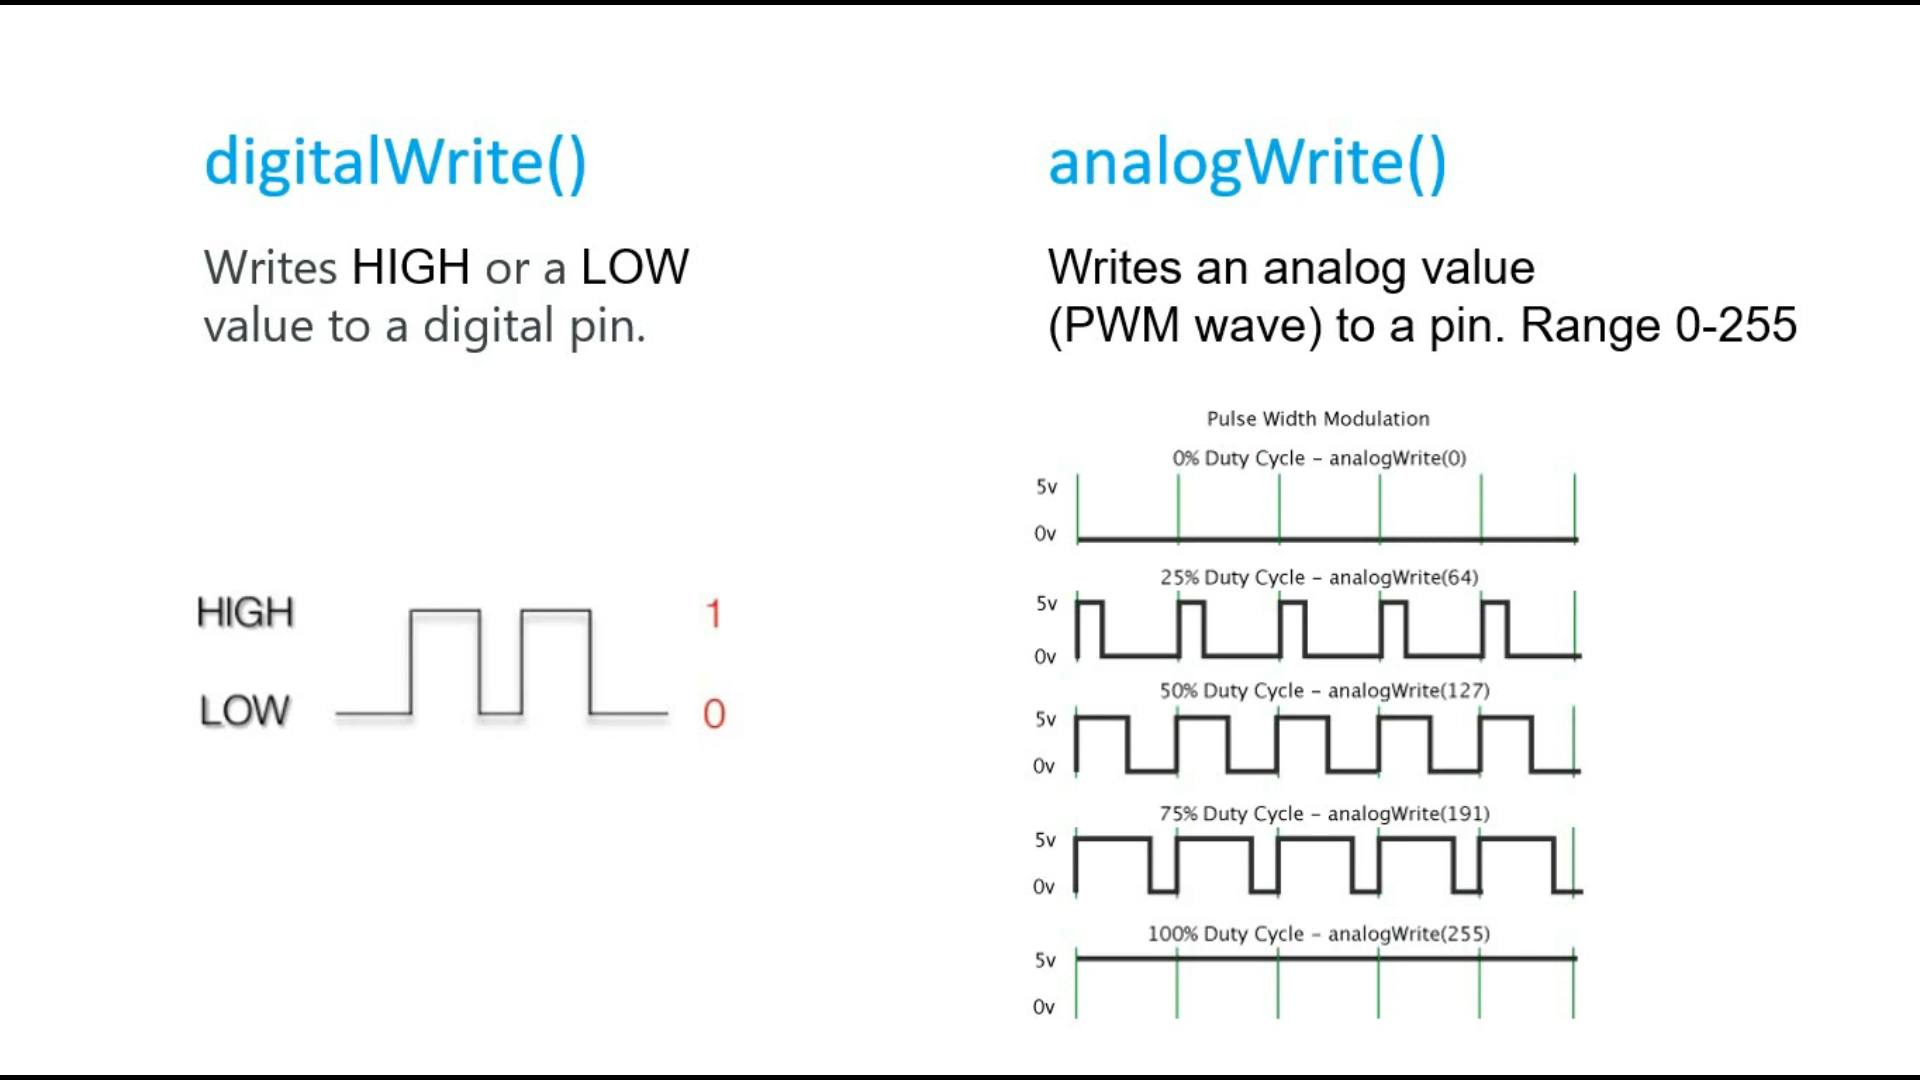 digitalWrite()
Writes HIGH or a LOW
value to a digital pin.
HIGH
1
LOW
0
analogWrite()
Writes an analog value
(PWM wave) to a pin. Range 0-255
Pulse Width Modulation
0% Duty Cycle – analogWrite(0)
5v
0v
25% Duty Cycle – analogWrite(64)
5v
0v
50% Duty Cycle – analogWrite(127)
5v
0v
75% Duty Cycle – analogWrite(191)
5v
0v
100% Duty Cycle – analogWrite(255)
5v
0v